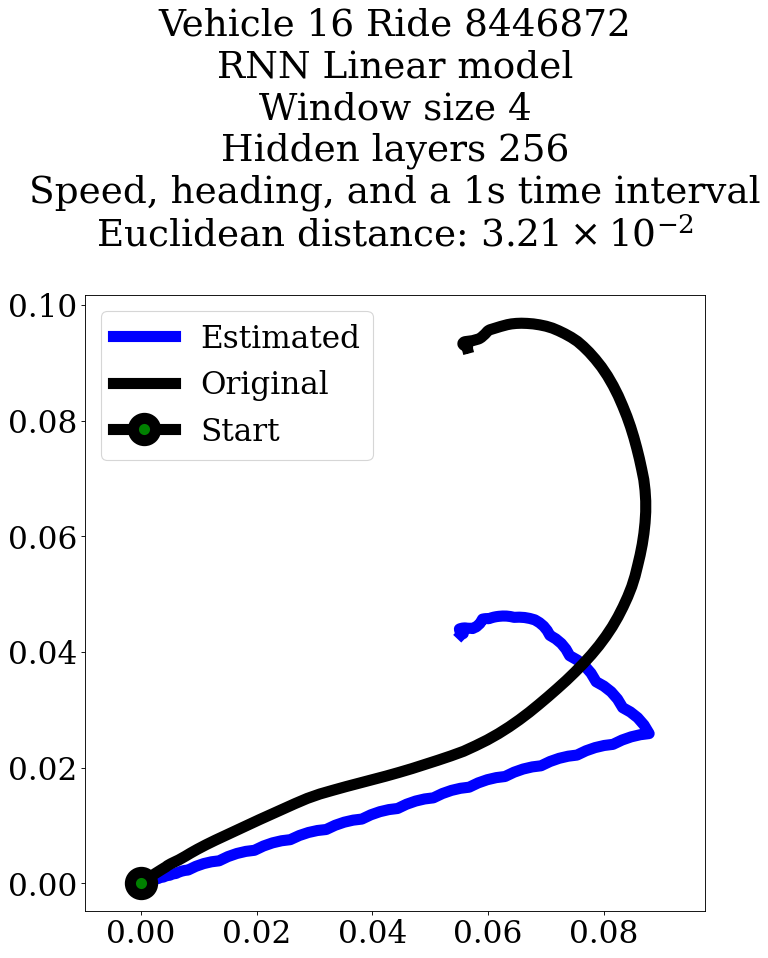 Vehicle 16 Ride 8446872
RNN Linear model
Window size 4
Hidden layers 256
Speed, heading, and a 1s time interval
Euclidean distance: 3.21 × 10⁻²
Estimated
Original
Start
0.10
0.08
0.06
0.04
0.02
0.00
0.00 0.02 0.04 0.06 0.08